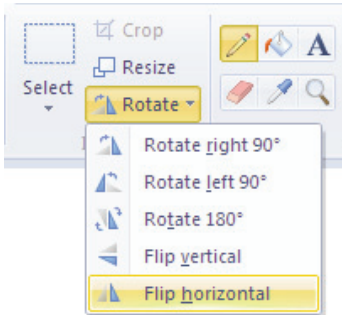 Crop
Resize
Select
Rotate
A
Rotate right 90°
Rotate left 90°
Rotate 180°
Flip vertical
Flip horizontal